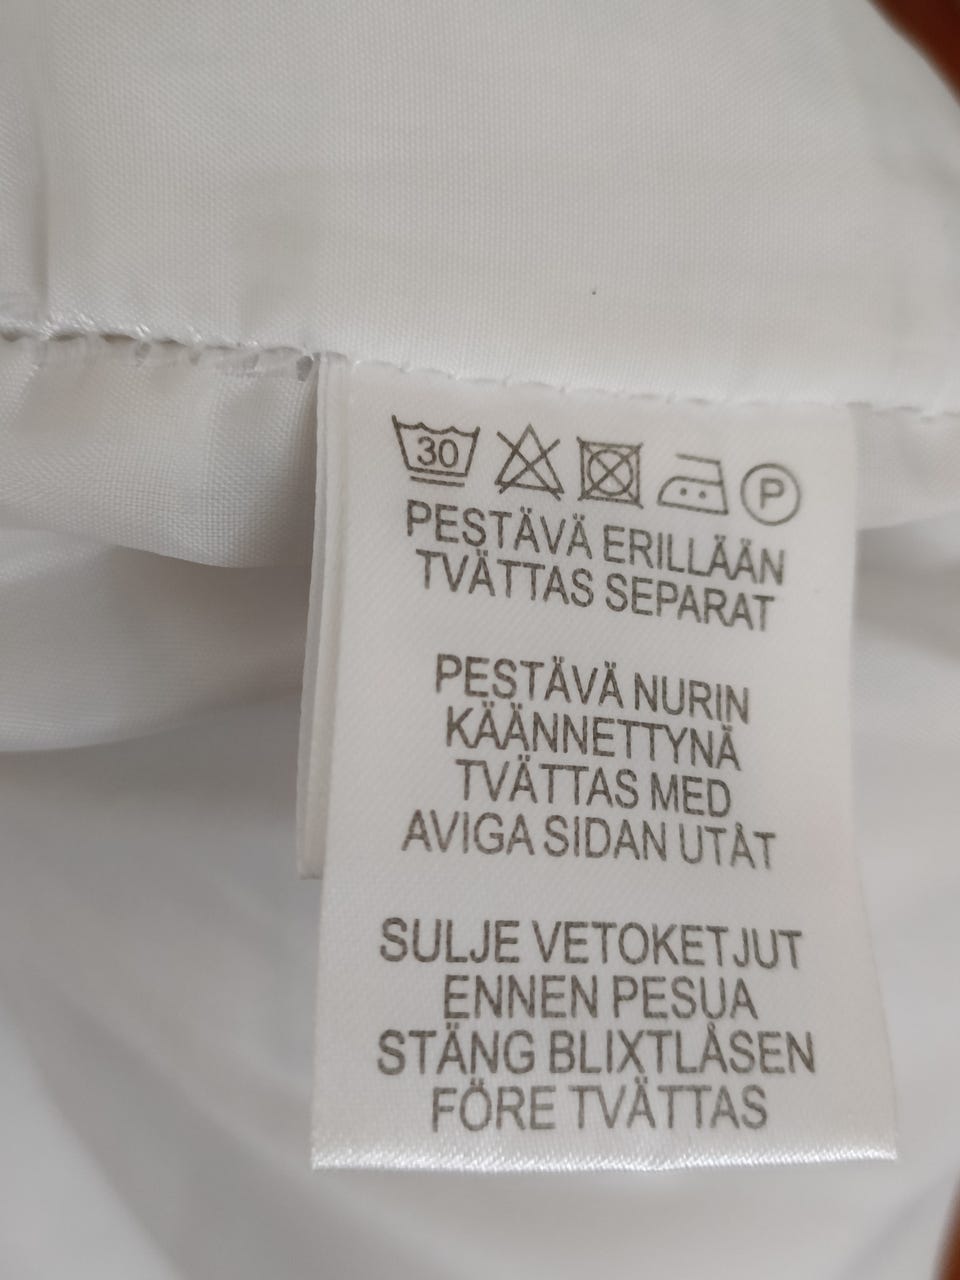 30 P
PESTÄVÄ ERILLÄÄN
TVÄTTAS SEPARAT
PESTÄVÄ NURIN
KÄÄNNETTYNÄ
TVÄTTAS MED
AVIGA SIDAN UTÅT
SULJE VETOKETJUT
ENNEN PESUA
STÄNG BLIXTLÅSEN
FÖRE TVÄTTAS